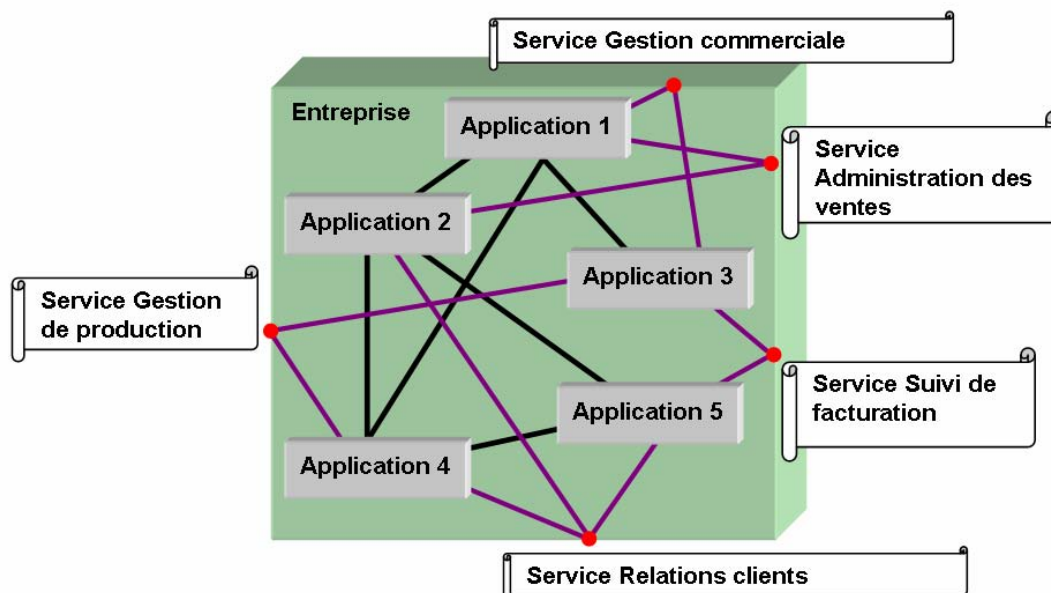 Service Gestion commerciale
Entreprise
Application 1
Service
Administration des
ventes
Application 2
Application 3
Service Gestion
de production
Service Suivi de
facturation
Application 5
Application 4
Service Relations clients